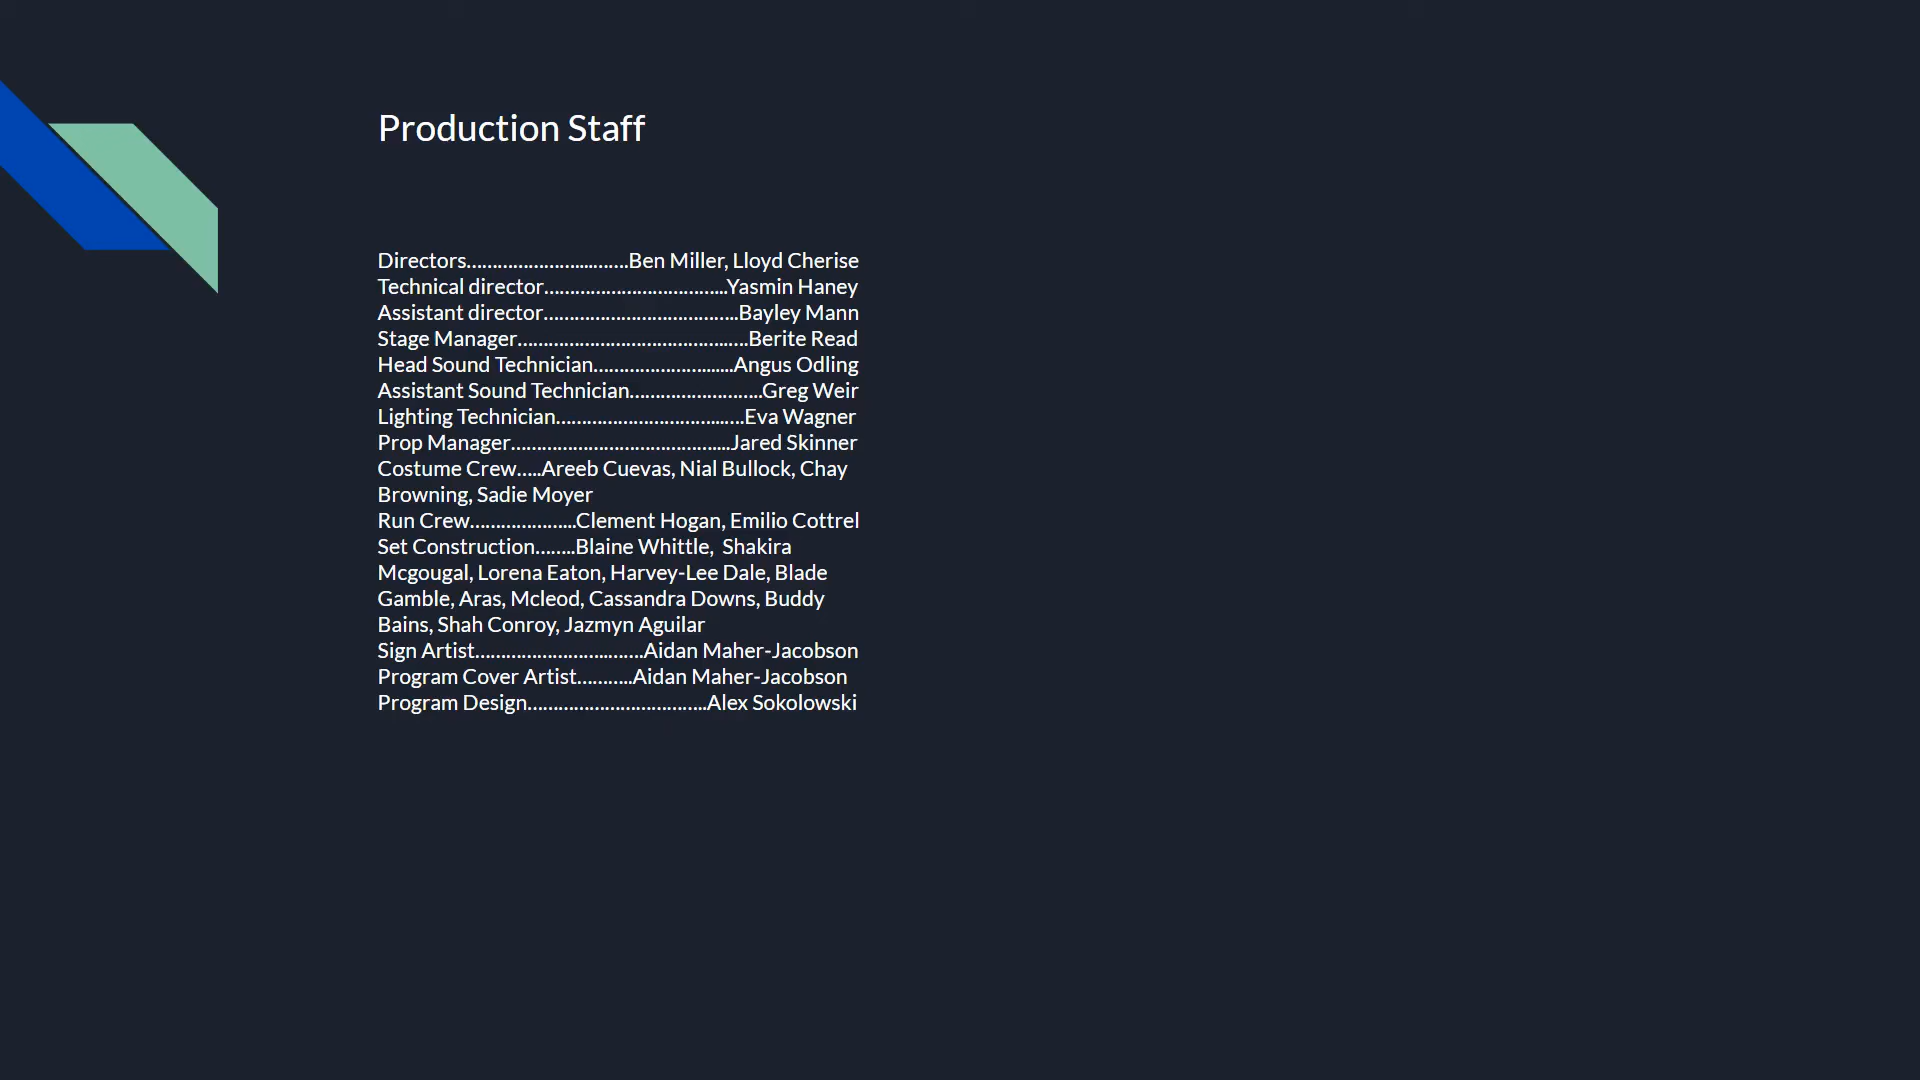 Production Staff
Directors…………………...…….Ben Miller, Lloyd Cherise
Technical director……………………………...Yasmin Haney
Assistant director………………………………..Bayley Mann
Stage Manager…………………………………..….Berite Read
Head Sound Technician…………………......Angus Odling
Assistant Sound Technician……………………..Greg Weir
Lighting Technician…………………………...….Eva Wagner
Prop Manager…………………………………....Jared Skinner
Costume Crew…..Areeb Cuevas, Nial Bullock, Chay
Browning, Sadie Moyer
Run Crew………………...Clement Hogan, Emilio Cottrel
Set Construction……..Blaine Whittle,  Shakira
Mcgougal, Lorena Eaton, Harvey-Lee Dale, Blade
Gamble, Aras, Mcleod, Cassandra Downs, Buddy
Bains, Shah Conroy, Jazmyn Aguilar
Sign Artist……………………..…….Aidan Maher-Jacobson
Program Cover Artist………..Aidan Maher-Jacobson
Program Design……………………………..Alex Sokolowski